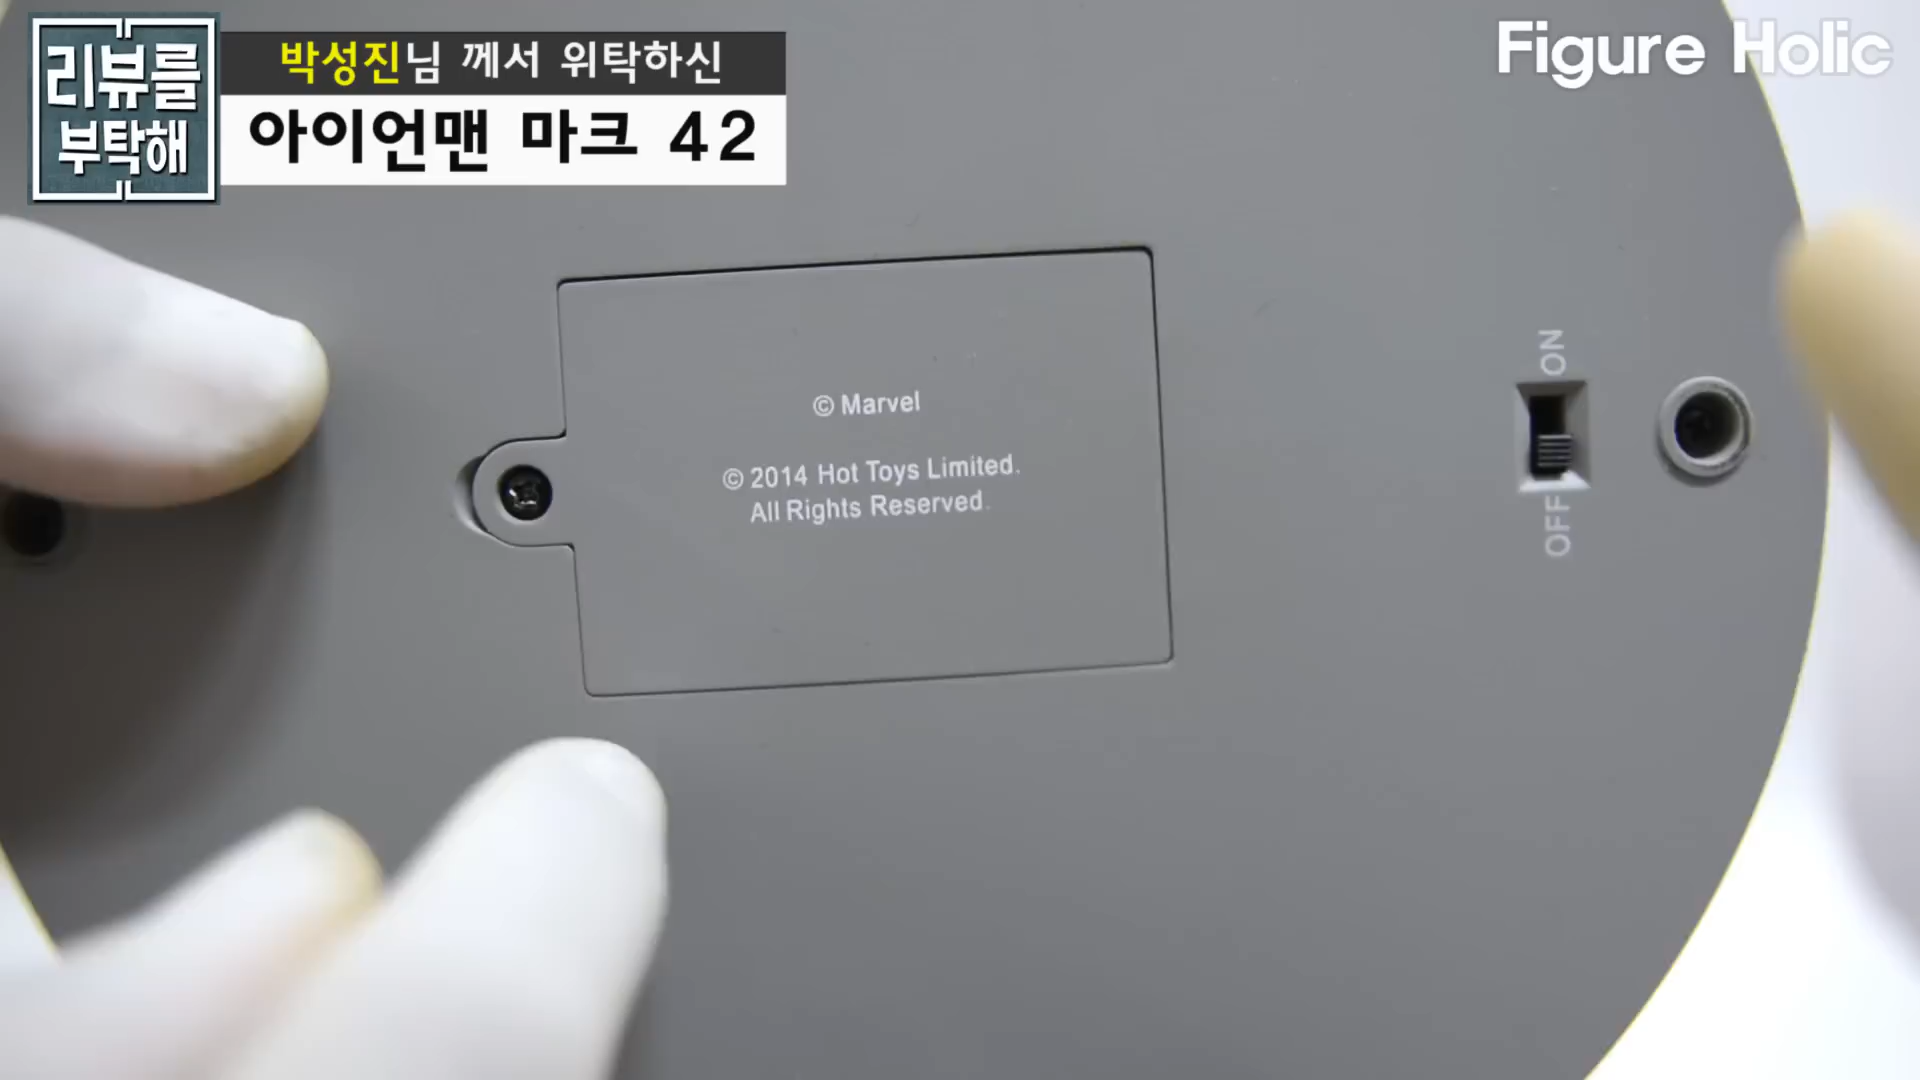 리뷰를
부탁해
박성진님 께서 위탁하신
아이언맨 마크 42
Figure Holic
© Marvel
© 2014 Hot Toys Limited.
All Rights Reserved.
ON
OFF